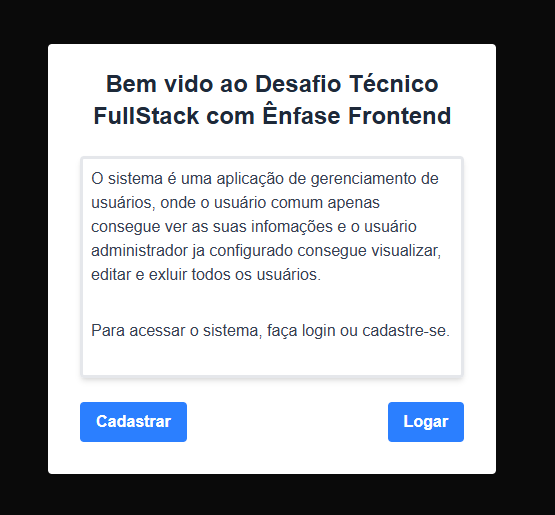 Bem vido ao Desafio Técnico
FullStack com Ênfase Frontend
O sistema é uma aplicação de gerenciamento de
usuários, onde o usuário comum apenas
consegue ver as suas infomações e o usuário
administrador ja configurado consegue visualizar,
editar e exluir todos os usuários.
Para acessar o sistema, faça login ou cadastre-se.
Cadastrar
Logar